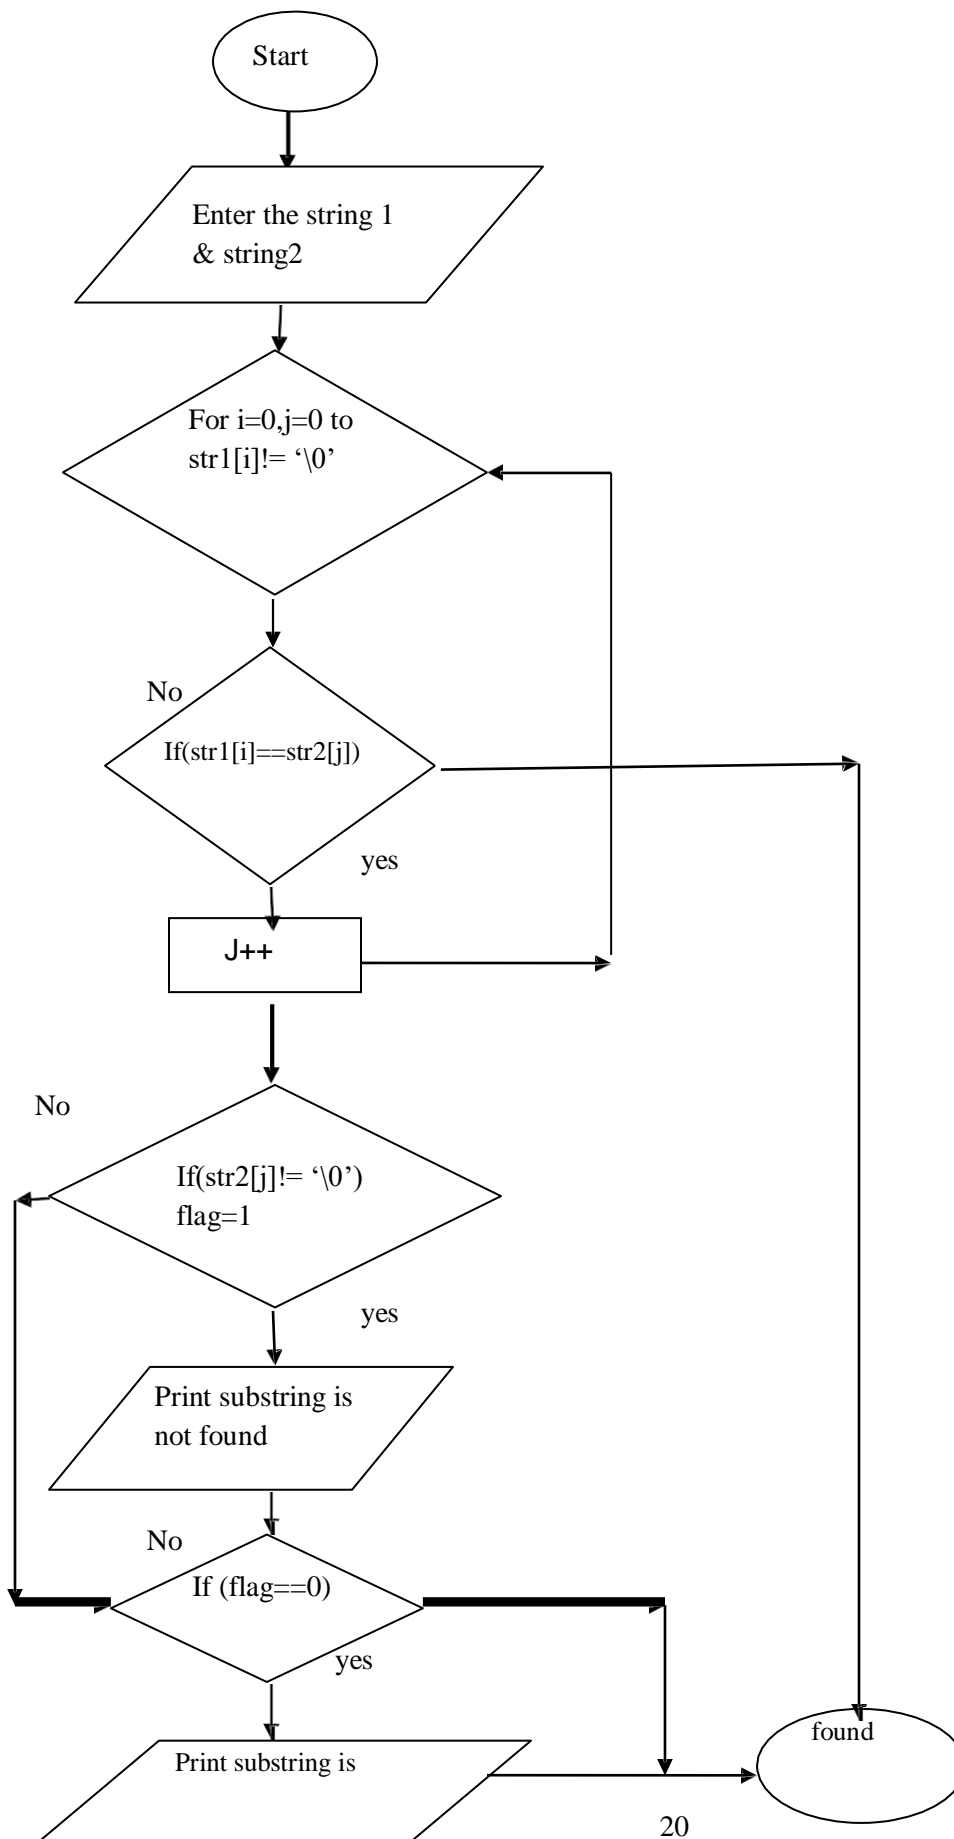 Start
Enter the string 1
& string2
For i=0,j=0 to
str1[i]!= ‘\0’
No
If(str1[i]==str2[j])
yes
J++
No
If(str2[j]!= ‘\0’)
flag=1
yes
Print substring is
not found
No
If (flag==0)
yes
found
Print substring is
20